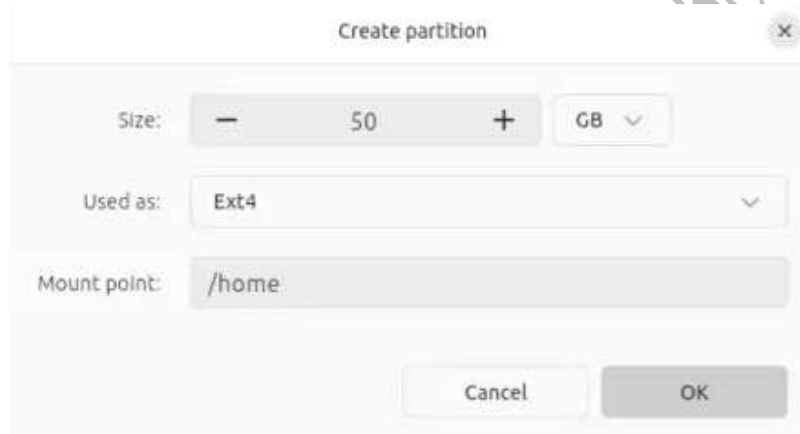 Create partition
Size: − 50 + GB
Used as: Ext4
Mount point: /home
Cancel OK